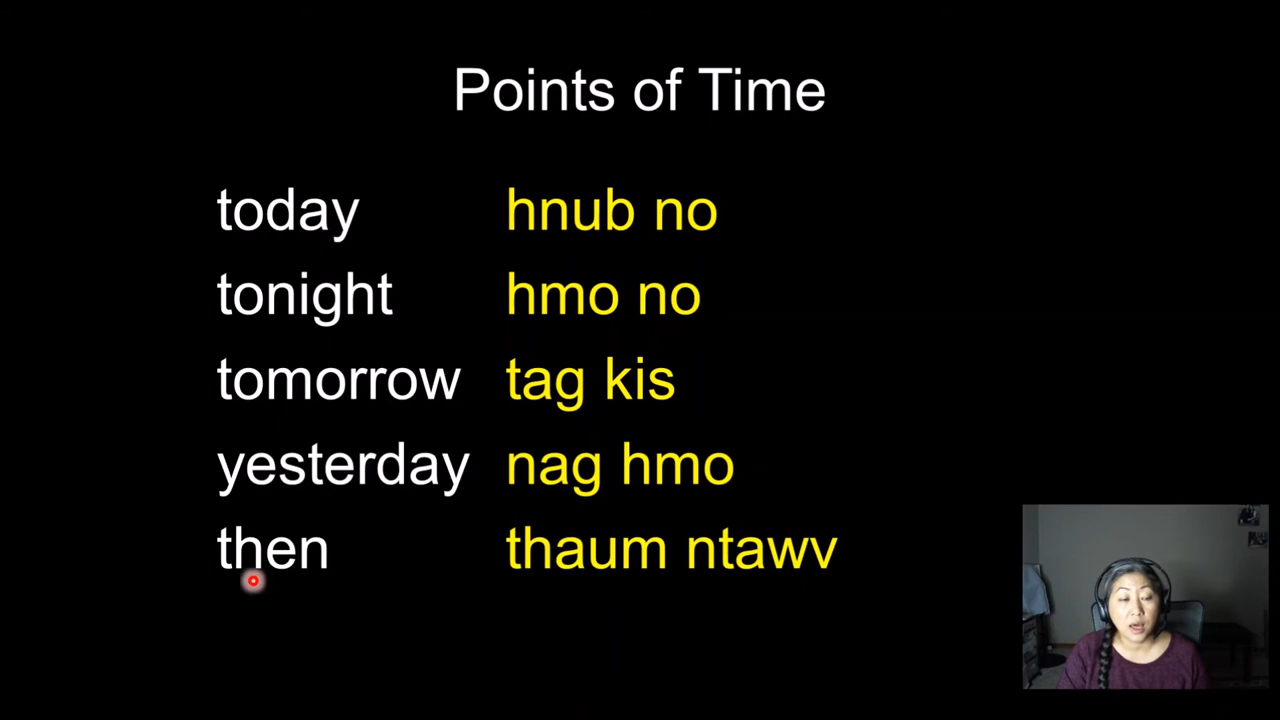 Points of Time
today hnub no
tonight hmo no
tomorrow tag kis
yesterday nag hmo
then thaum ntawv